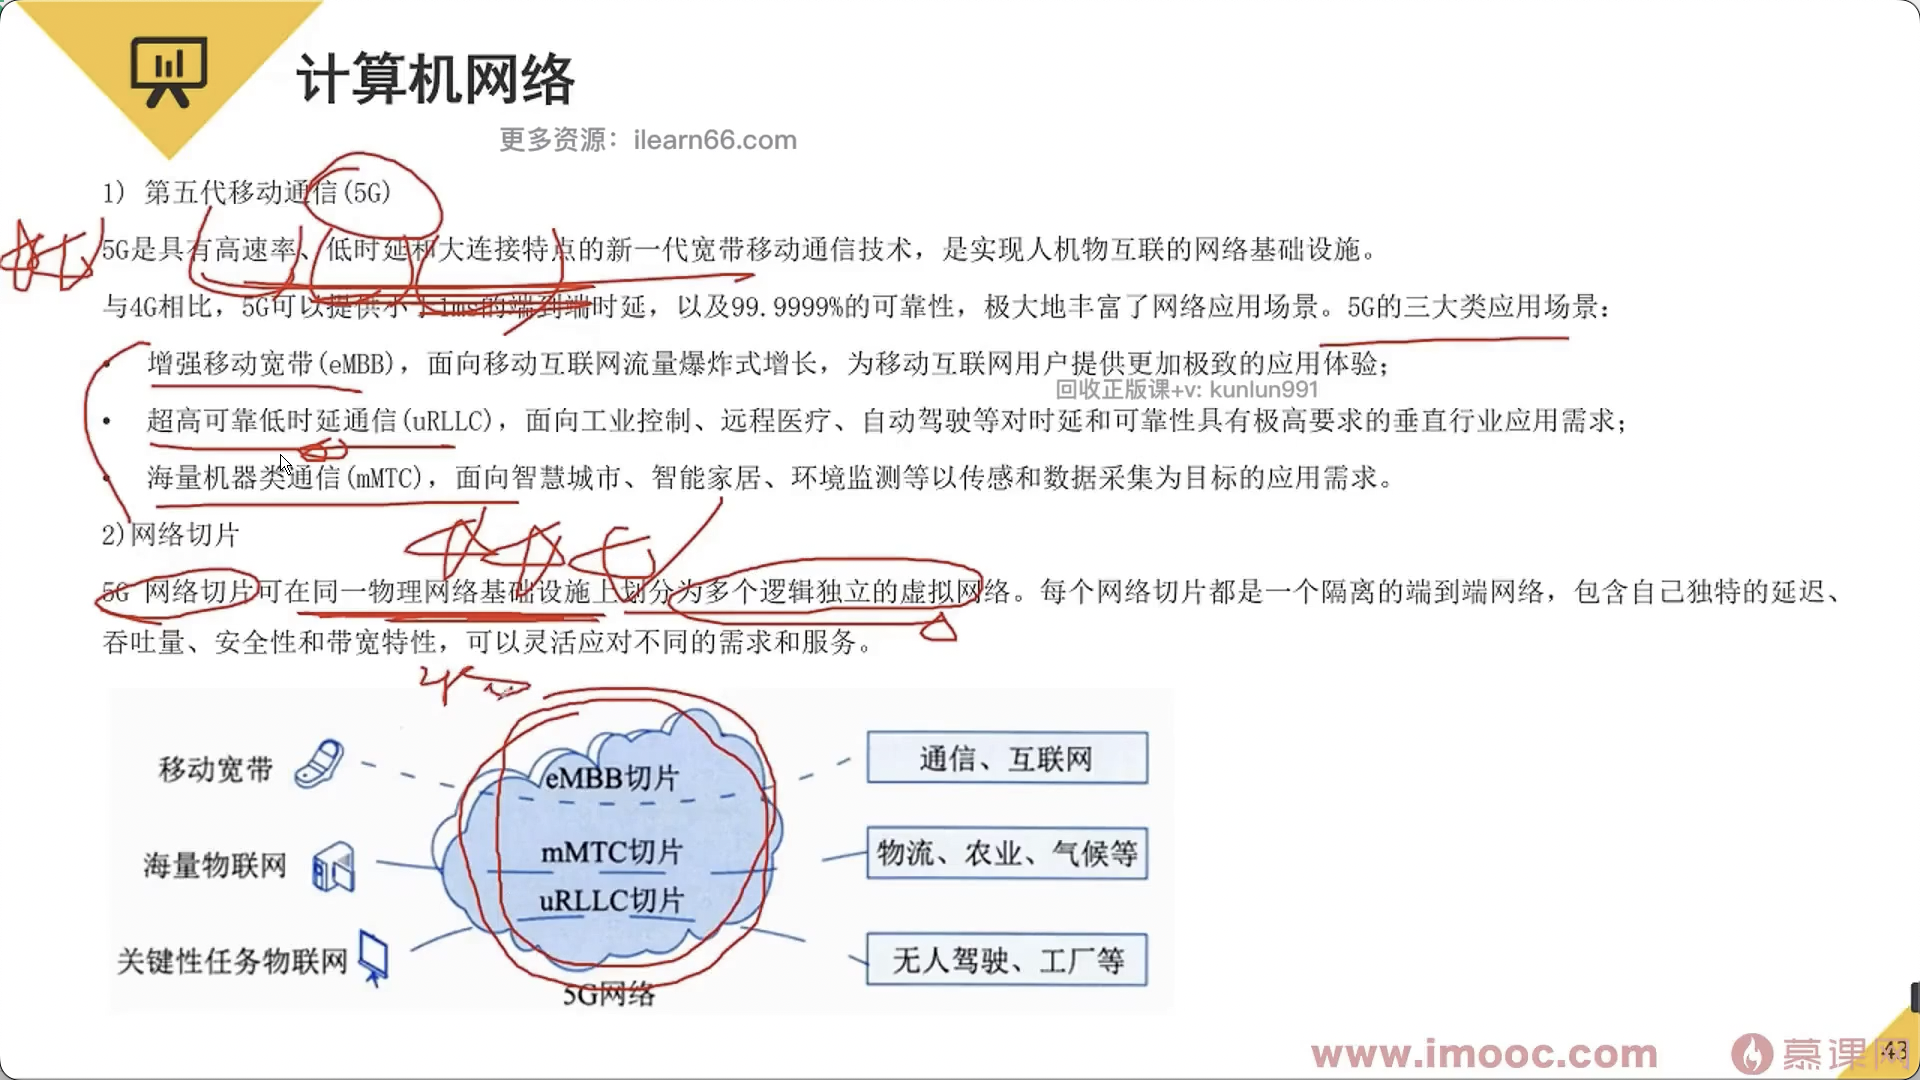 计算机网络
更多资源：ilearn66.com
1) 第五代移动通信(5G)
5G是具有高速率、低时延和大连接特点的新一代宽带移动通信技术，是实现人机物互联的网络基础设施。
与4G相比，5G可以提供小于1ms的端到端时延，以及99.9999%的可靠性，极大地丰富了网络应用场景。5G的三大类应用场景：
• 增强移动宽带(eMBB)，面向移动互联网流量爆炸式增长，为移动互联网用户提供更加极致的应用体验；
回收正版课+v: kunlun991
• 超高可靠低时延通信(uRLLC)，面向工业控制、远程医疗、自动驾驶等对时延和可靠性具有极高要求的垂直行业应用需求；
• 海量机器类通信(mMTC)，面向智慧城市、智能家居、环境监测等以传感和数据采集为目标的应用需求。
2)网络切片
5G 网络切片可在同一物理网络基础设施上划分为多个逻辑独立的虚拟网络。每个网络切片都是一个隔离的端到端网络，包含自己独特的延迟、
吞吐量、安全性和带宽特性，可以灵活应对不同的需求和服务。
移动宽带
eMBB切片
通信、互联网
海量物联网
mMTC切片
物流、农业、气候等
uRLLC切片
关键性任务物联网
无人驾驶、工厂等
5G网络
www.imooc.com
慕课网
43